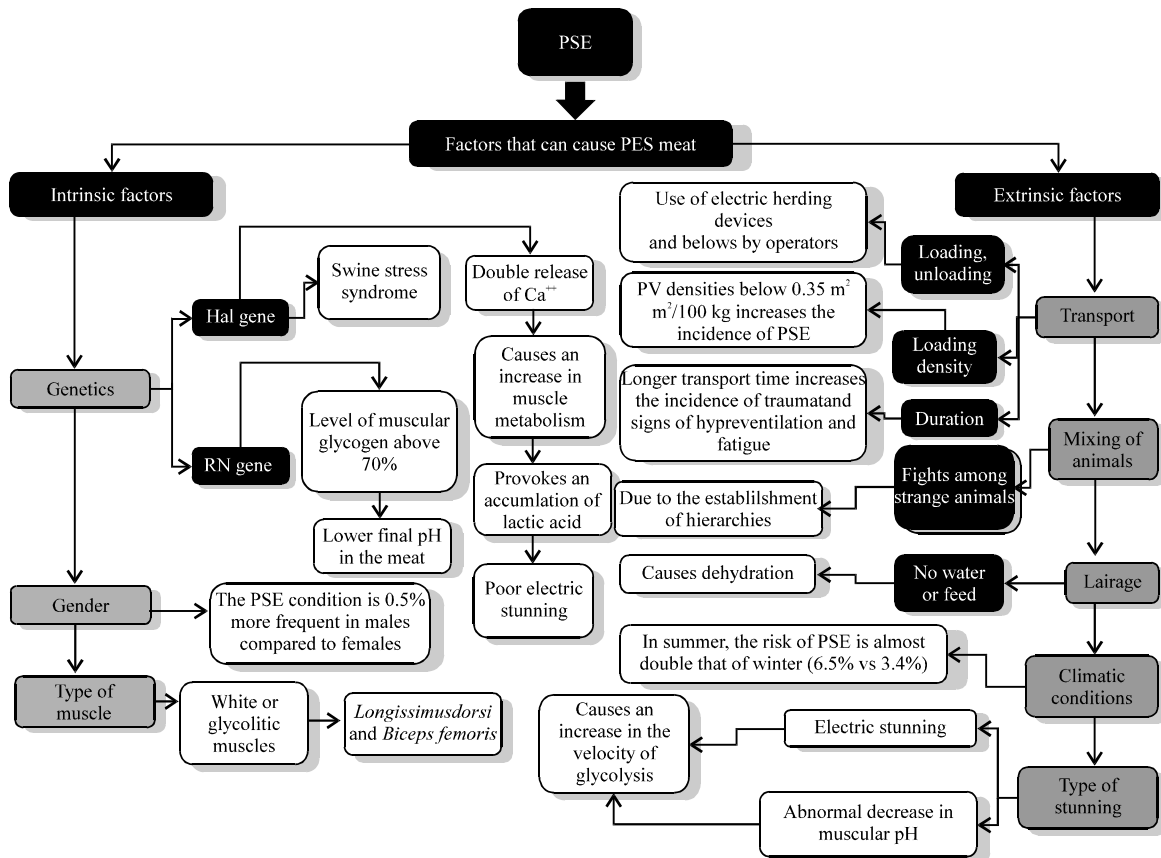 PSE
Factors that can cause PES meat
Intrinsic factors
Extrinsic factors
Genetics
Hal gene
Swine stress
syndrome
Double release
of Ca++
Causes an
increase in
muscle
metabolism
Provokes an
accumlation of
lactic acid
Poor electric
stunning
RN gene
Level of muscular
glycogen above
70%
Lower final pH
in the meat
Gender
The PSE condition is 0.5%
more frequent in males
compared to females
Type of
muscle
White or
glycolitic
muscles
Longissimusdorsi
and Biceps femoris
Transport
Loading,
unloading
Use of electric herding
devices
and belows by operators
Loading
density
PV densities below 0.35 m²
m²/100 kg increases the
incidence of PSE
Duration
Longer transport time increases
the incidence of traumatand
signs of hypreventilation and
fatigue
Mixing of
animals
Fights among
strange animals
Due to the establilshment
of hierarchies
Lairage
No water
or feed
Causes dehydration
Climatic
conditions
In summer, the risk of PSE is almost
double that of winter (6.5% vs 3.4%)
Type of
stunning
Electric stunning
Causes an
increase in the
velocity of
glycolysis
Abnormal decrease in
muscular pH